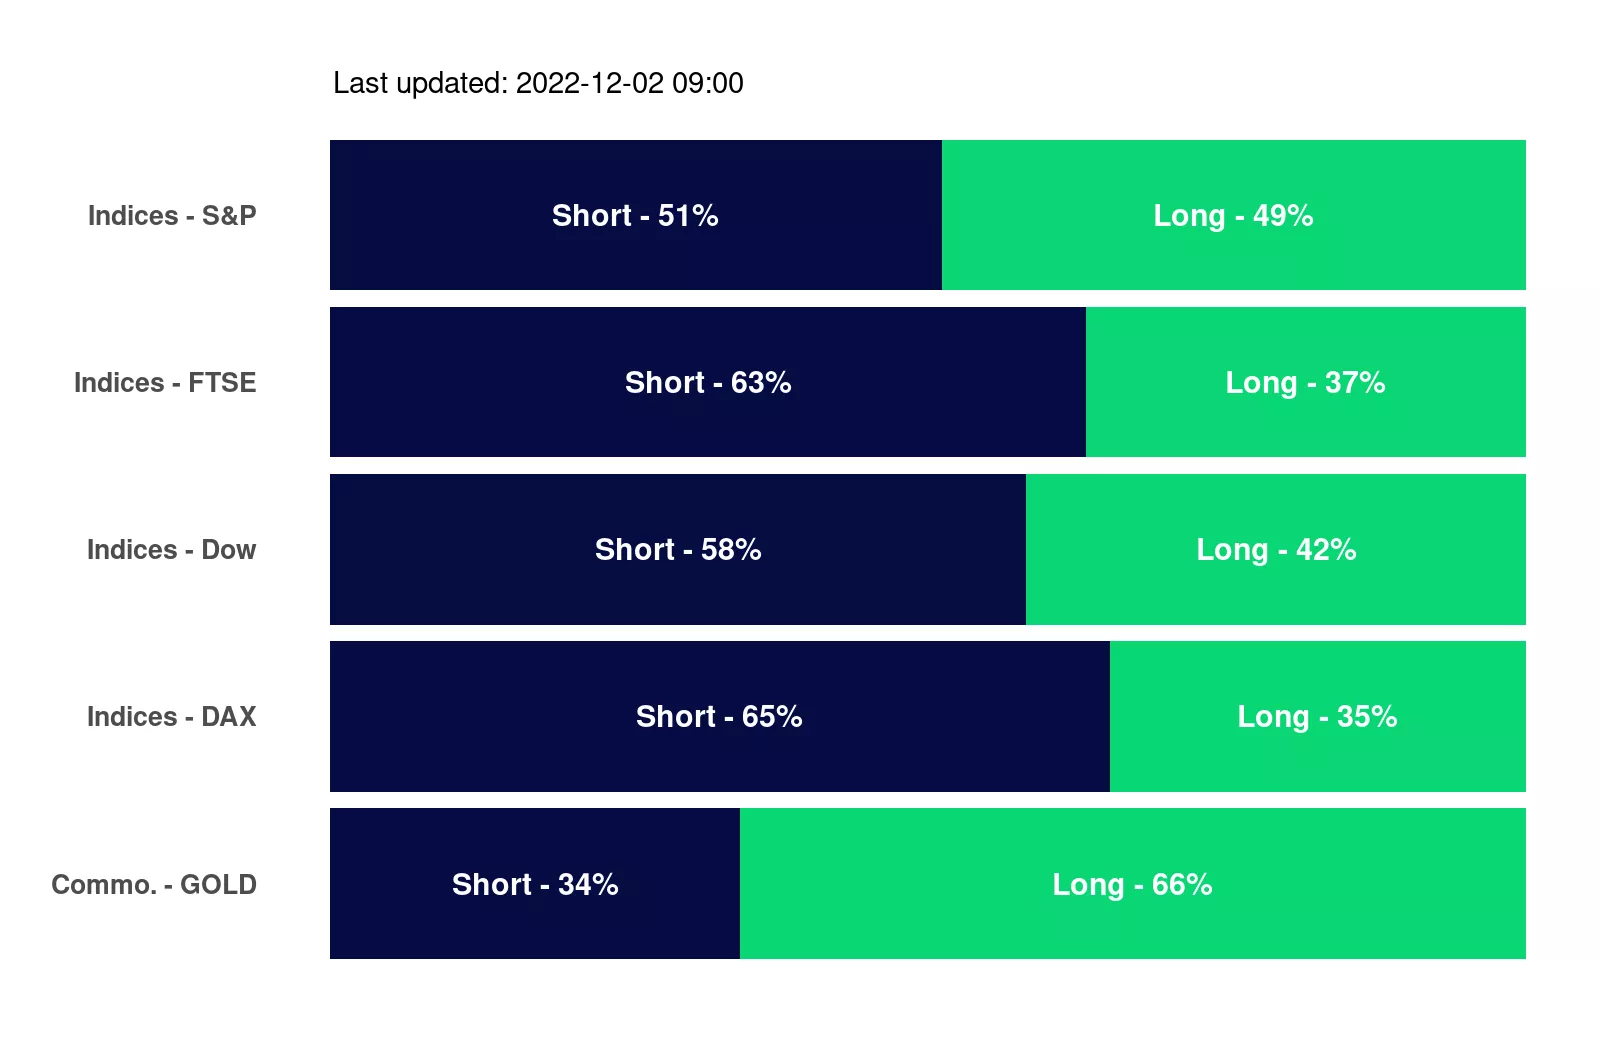 Last updated: 2022-12-02 09:00
Indices - S&P Short - 51% Long - 49%
Indices - FTSE Short - 63% Long - 37%
Indices - Dow Short - 58% Long - 42%
Indices - DAX Short - 65% Long - 35%
Commo. - GOLD Short - 34% Long - 66%